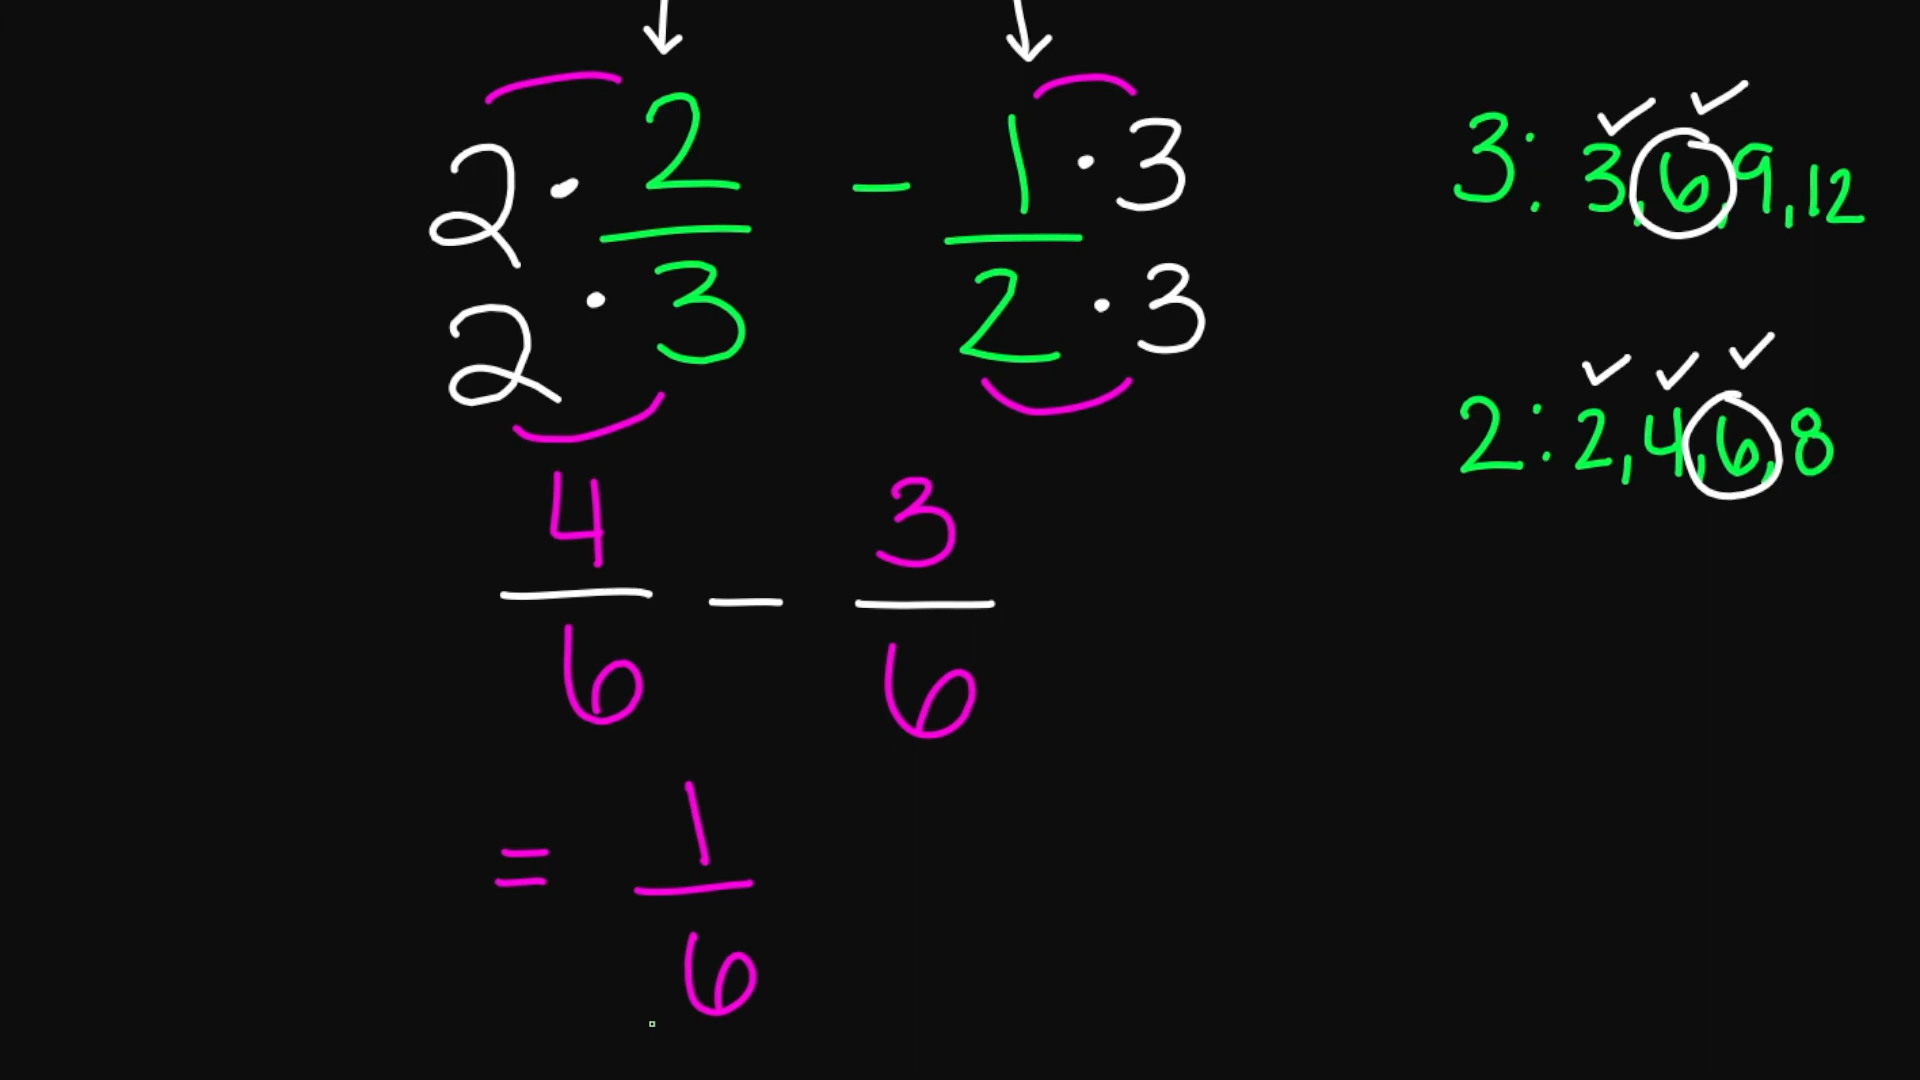 2 · 2/3 - 1/2 · 3
2 · 3
3: 3, 6, 9, 12
2: 2, 4, 6, 8
4/6 - 3/6
= 1/6